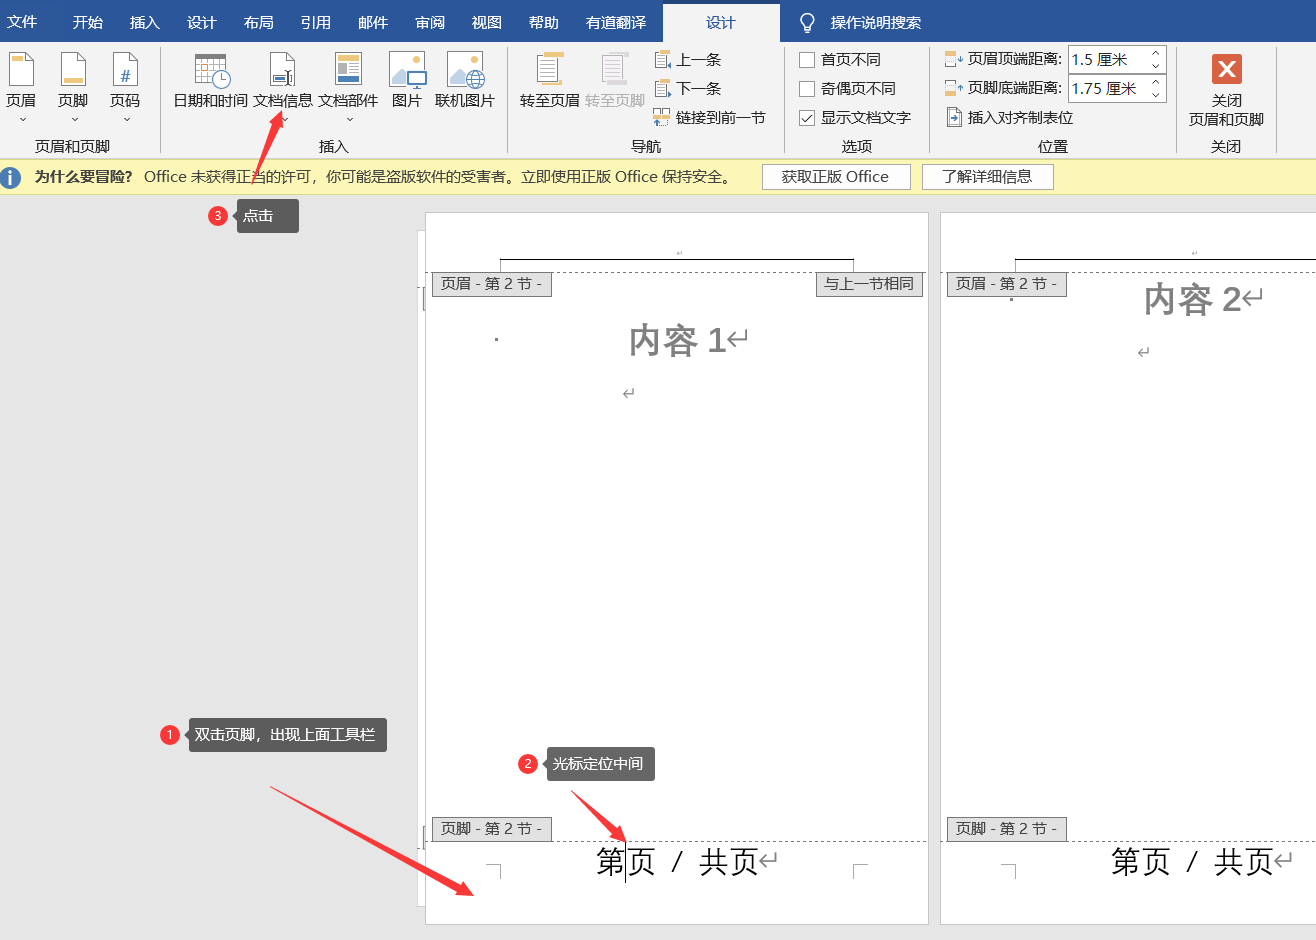 文件 开始 插入 设计 布局 引用 邮件 审阅 视图 帮助 有道翻译 设计 操作说明搜索
页眉 页脚 页码 日期和时间 文档信息 文档部件 图片 联机图片 转至页眉 转至页脚
#
上一条
下一条
链接到前一节
首页不同
奇偶页不同
显示文档文字
页眉顶端距离: 1.5 厘米
页脚底端距离: 1.75 厘米
插入对齐制表位
关闭
页眉和页脚
页眉和页脚 插入 导航 选项 位置 关闭
为什么要冒险? Office 未获得正当的许可，你可能是盗版软件的受害者。立即使用正版 Office 保持安全。 获取正版 Office 了解详细信息
3 点击
页眉 - 第 2 节 - 与上一节相同 页眉 - 第 2 节 -
内容 1 内容 2
1 双击页脚，出现上面工具栏
2 光标定位中间
页脚 - 第 2 节 - 页脚 - 第 2 节 -
第页 / 共页 第页 / 共页